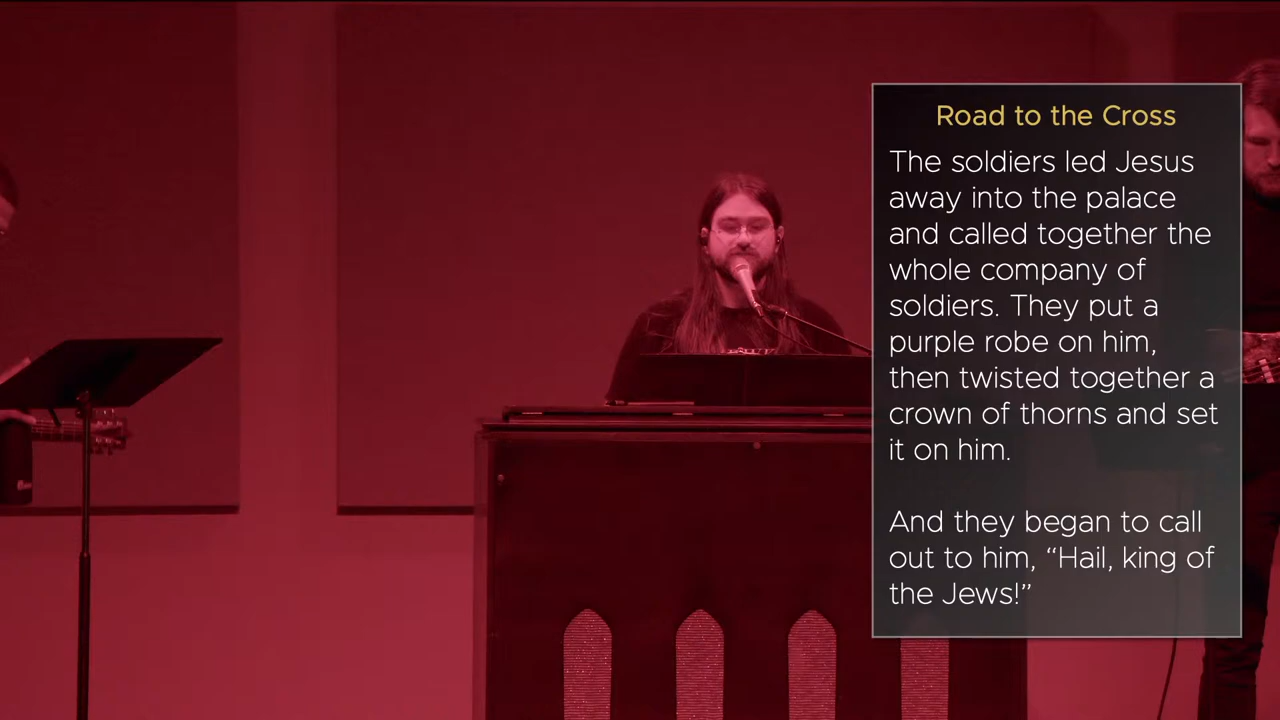 Road to the Cross
The soldiers led Jesus
away into the palace
and called together the
whole company of
soldiers. They put a
purple robe on him,
then twisted together a
crown of thorns and set
it on him.
And they began to call
out to him, “Hail, king of
the Jews!”